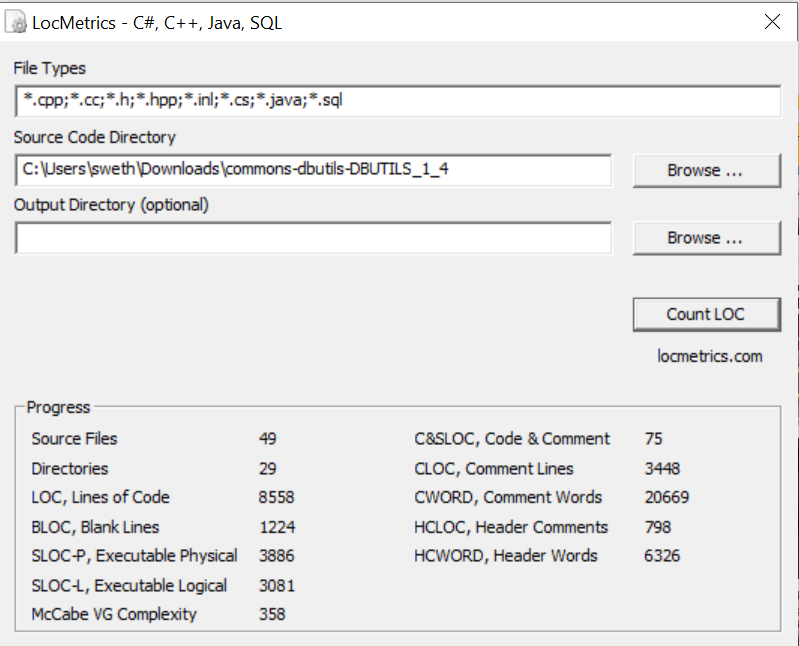 LocMetrics - C#, C++, Java, SQL
File Types
*.cpp;*.cc;*.h;*.hpp;*.inl;*.cs;*.java;*.sql
Source Code Directory
C:\Users\sweth\Downloads\commons-dbutils-DBUTILS_1_4
Browse ...
Output Directory (optional)
Browse ...
Count LOC
locmetrics.com
Progress
Source Files 49
Directories 29
LOC, Lines of Code 8558
BLOC, Blank Lines 1224
SLOC-P, Executable Physical 3886
SLOC-L, Executable Logical 3081
McCabe VG Complexity 358
C&SLOC, Code & Comment 75
CLOC, Comment Lines 3448
CWORD, Comment Words 20669
HCLOC, Header Comments 798
HCWORD, Header Words 6326